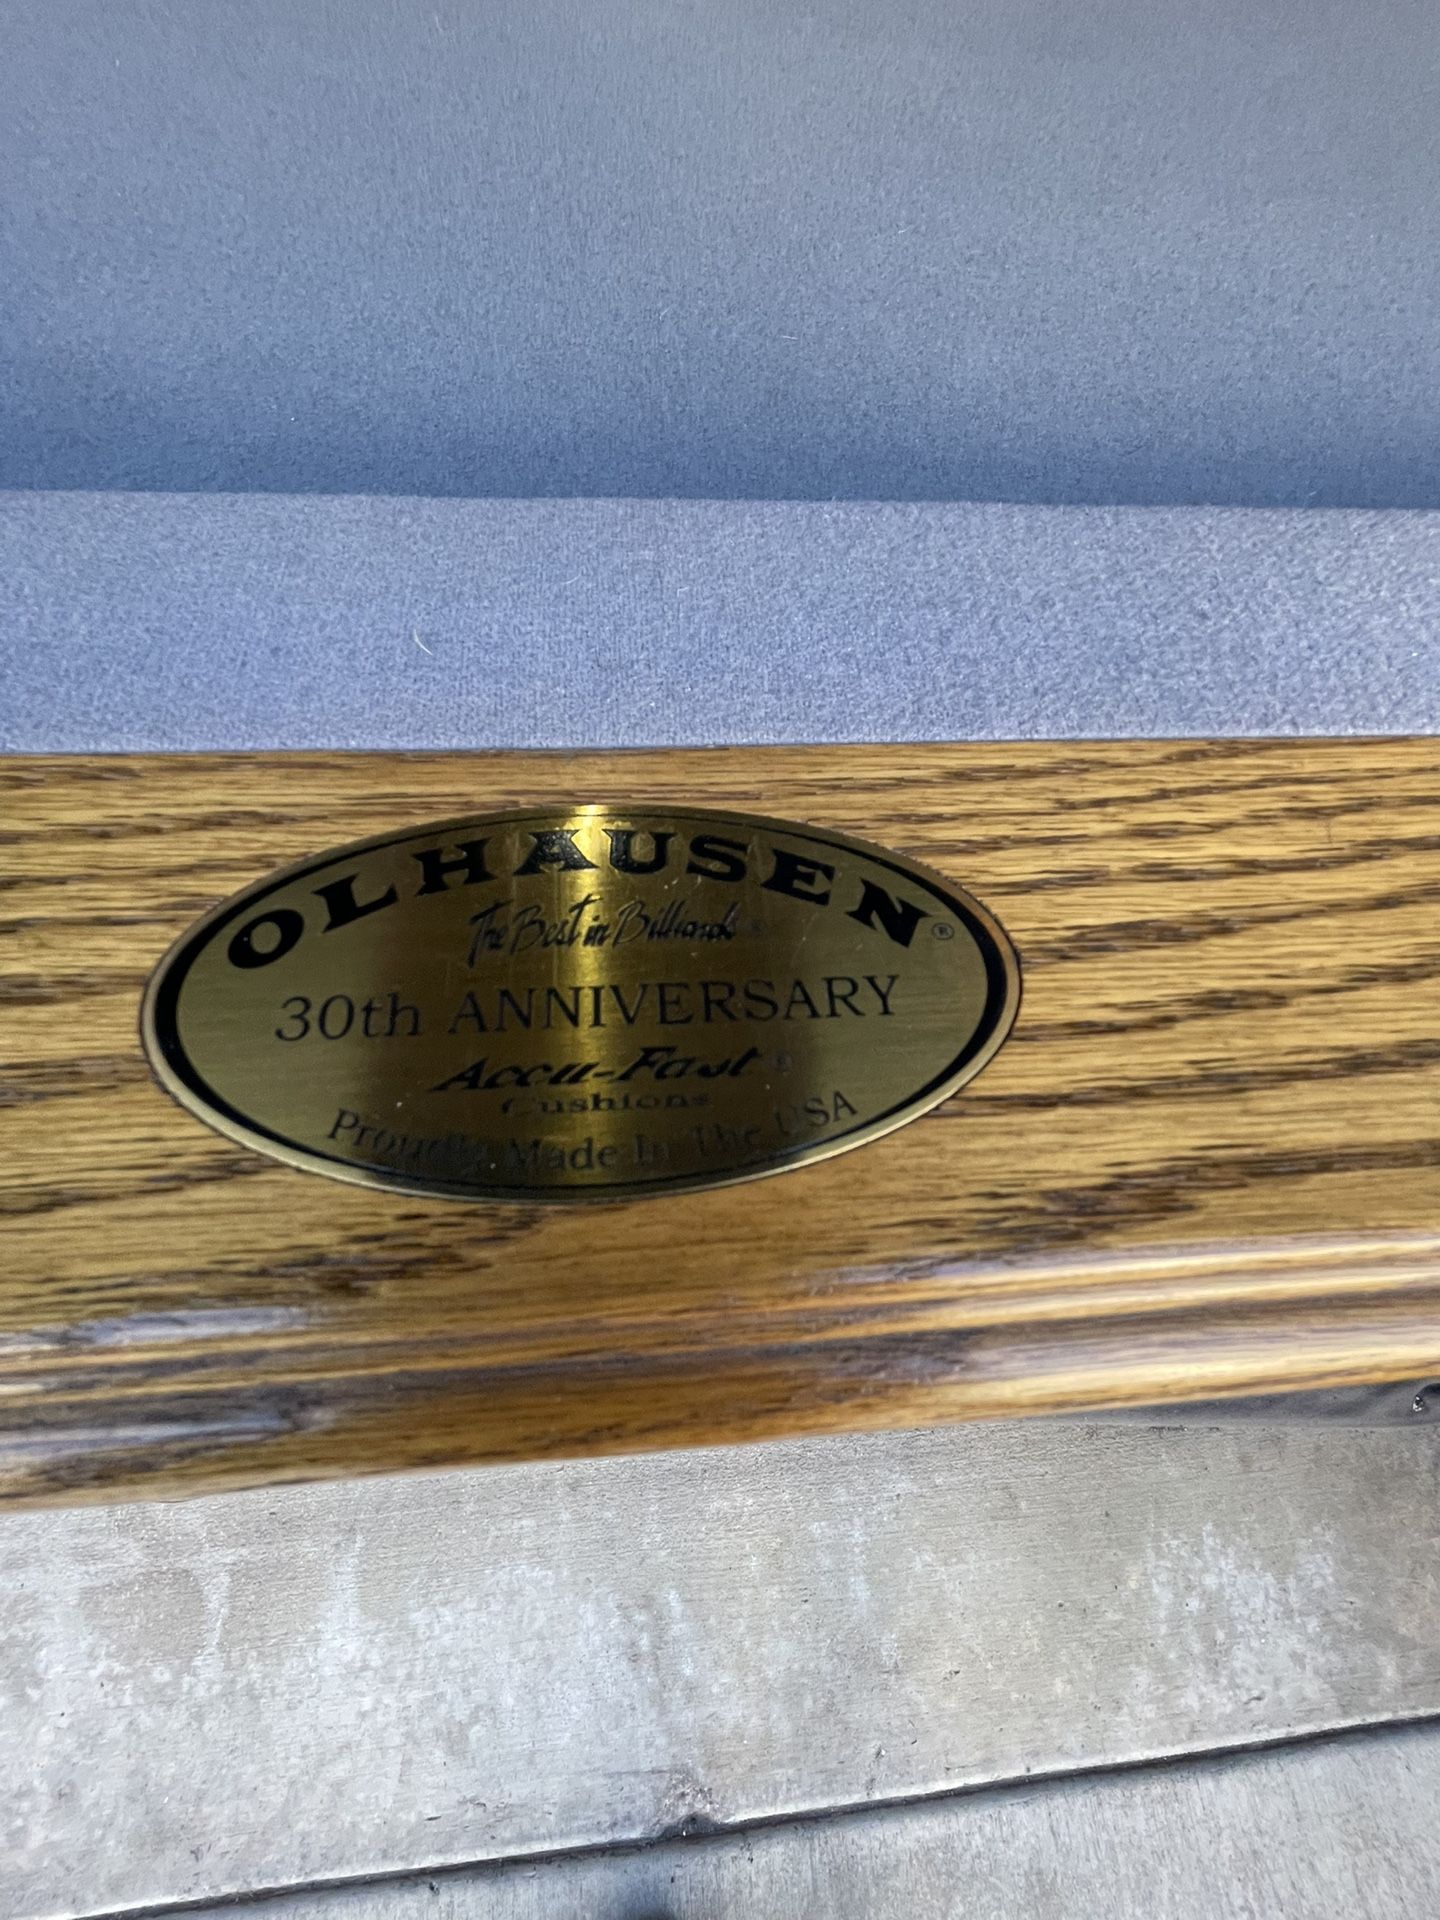 OLHAUSEN®
The Best in Billiards®
30th ANNIVERSARY
Accu-Fast®
Cushions
Proudly Made In The USA